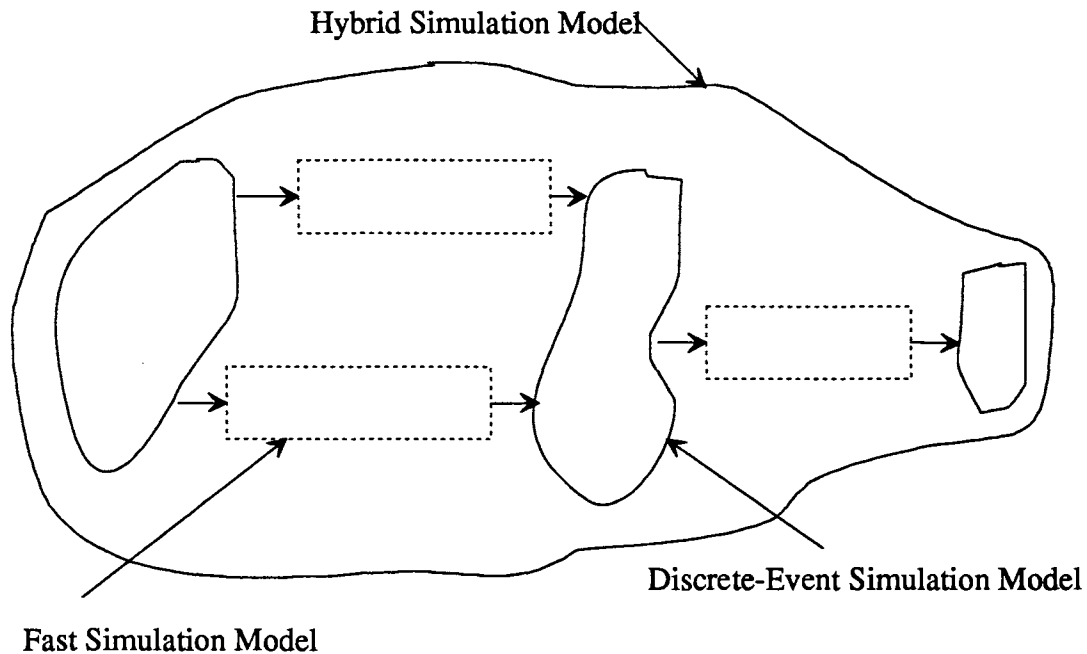 Hybrid Simulation Model
Discrete-Event Simulation Model
Fast Simulation Model